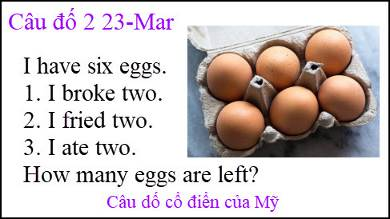 Câu đố 2 23-Mar
I have six eggs.
1. I broke two.
2. I fried two.
3. I ate two.
How many eggs are left?
Câu dố cổ điển của Mỹ